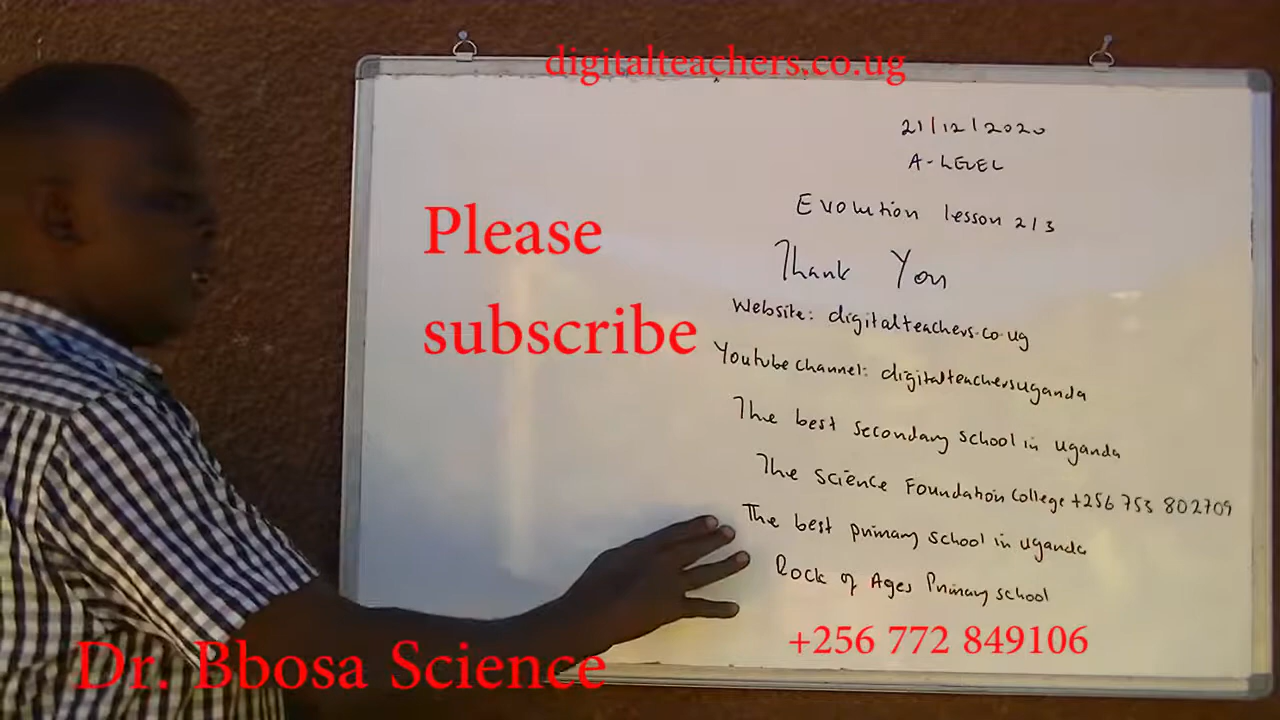 digitalteachers.co.ug
21/12/2020
A-LEVEL
Evolution lesson 2/3
Thank You
Please
subscribe
Website: digitalteachers.co.ug
Youtube channel: digitalteachersuganda
The best secondary school in Uganda
The science Foundation College +256 753 802709
The best primary school in Uganda
Rock of Ages Primary school
+256 772 849106
Dr. Bbosa Science